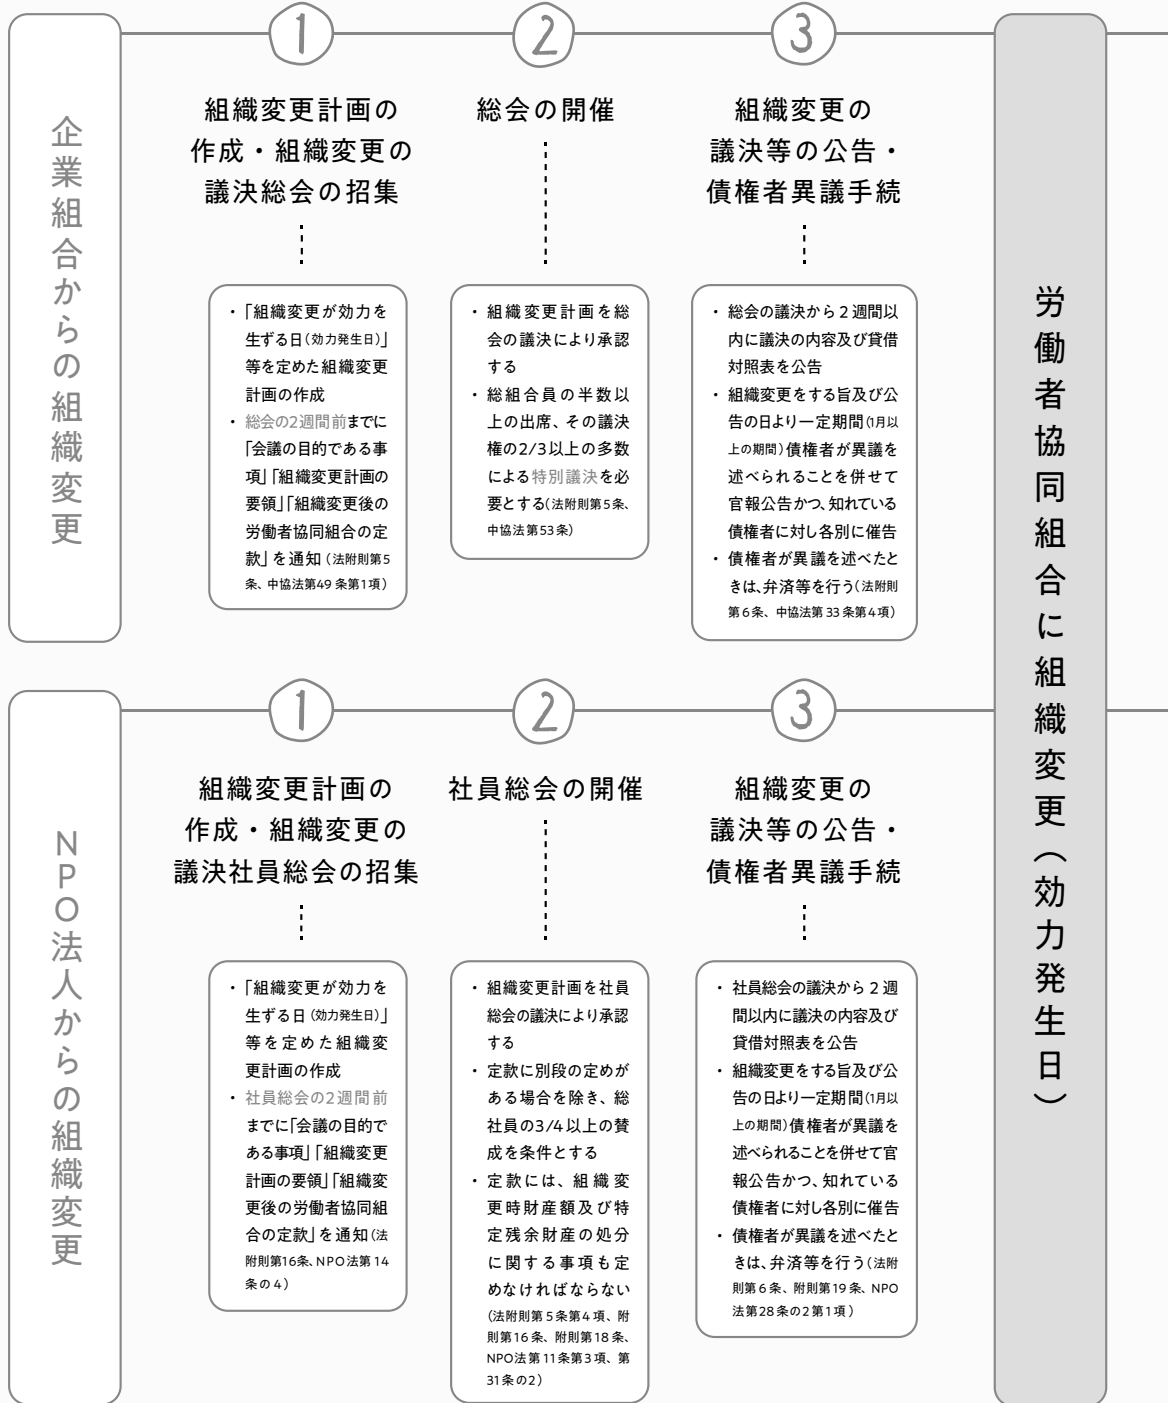 企業組合からの組織変更
1
組織変更計画の
作成・組織変更の
議決総会の招集
・「組織変更が効力を
生ずる日(効力発生日)」
等を定めた組織変更
計画の作成
・総会の2週間前までに
「会議の目的である事
項」「組織変更計画の
要領」「組織変更後の
労働者協同組合の定
款」を通知(法附則第5
条、中協法第49条第1項)
2
総会の開催
・組織変更計画を総
会の議決により承認
する
・総組合員の半数以
上の出席、その議決
権の2/3以上の多数
による特別議決を必
要とする(法附則第5条、
中協法第53条)
3
組織変更の
議決等の公告・
債権者異議手続
・総会の議決から2週間以
内に議決の内容及び貸借
対照表を公告
・組織変更をする旨及び公
告の日より一定期間(1月以
上の期間)債権者が異議を
述べられることを併せて
官報公告かつ、知れている
債権者に対し各別に催告
・債権者が異議を述べたと
きは、弁済等を行う(法附則
第6条、中協法第33条第4項)
NPO法人からの組織変更
1
組織変更計画の
作成・組織変更の
議決社員総会の招集
・「組織変更が効力を
生ずる日(効力発生日)」
等を定めた組織変
更計画の作成
・社員総会の2週間前
までに「会議の目的で
ある事項」「組織変更
計画の要領」「組織変
更後の労働者協同組
合の定款」を通知(法
附則第16条、NPO法第14
条の4)
2
社員総会の開催
・組織変更計画を社員
総会の議決により承認
する
・定款に別段の定めが
ある場合を除き、総
社員の3/4以上の賛
成を条件とする
・定款には、組織変
更時財産額及び特
定残余財産の処分
に関する事項も定
めなければならない
(法附則第5条第4項、附
則第16条、附則第18条、
NPO法第11条第3項、第
31条の2)
3
組織変更の
議決等の公告・
債権者異議手続
・社員総会の議決から2週
間以内に議決の内容及び
貸借対照表を公告
・組織変更をする旨及び公
告の日より一定期間(1月以
上の期間)債権者が異議を
述べられることを併せて官
報公告かつ、知れている
債権者に対し各別に催告
・債権者が異議を述べたと
きは、弁済等を行う(法附
則第6条、附則第19条、NPO
法第28条の2第1項)
労働者協同組合に組織変更(効力発生日)